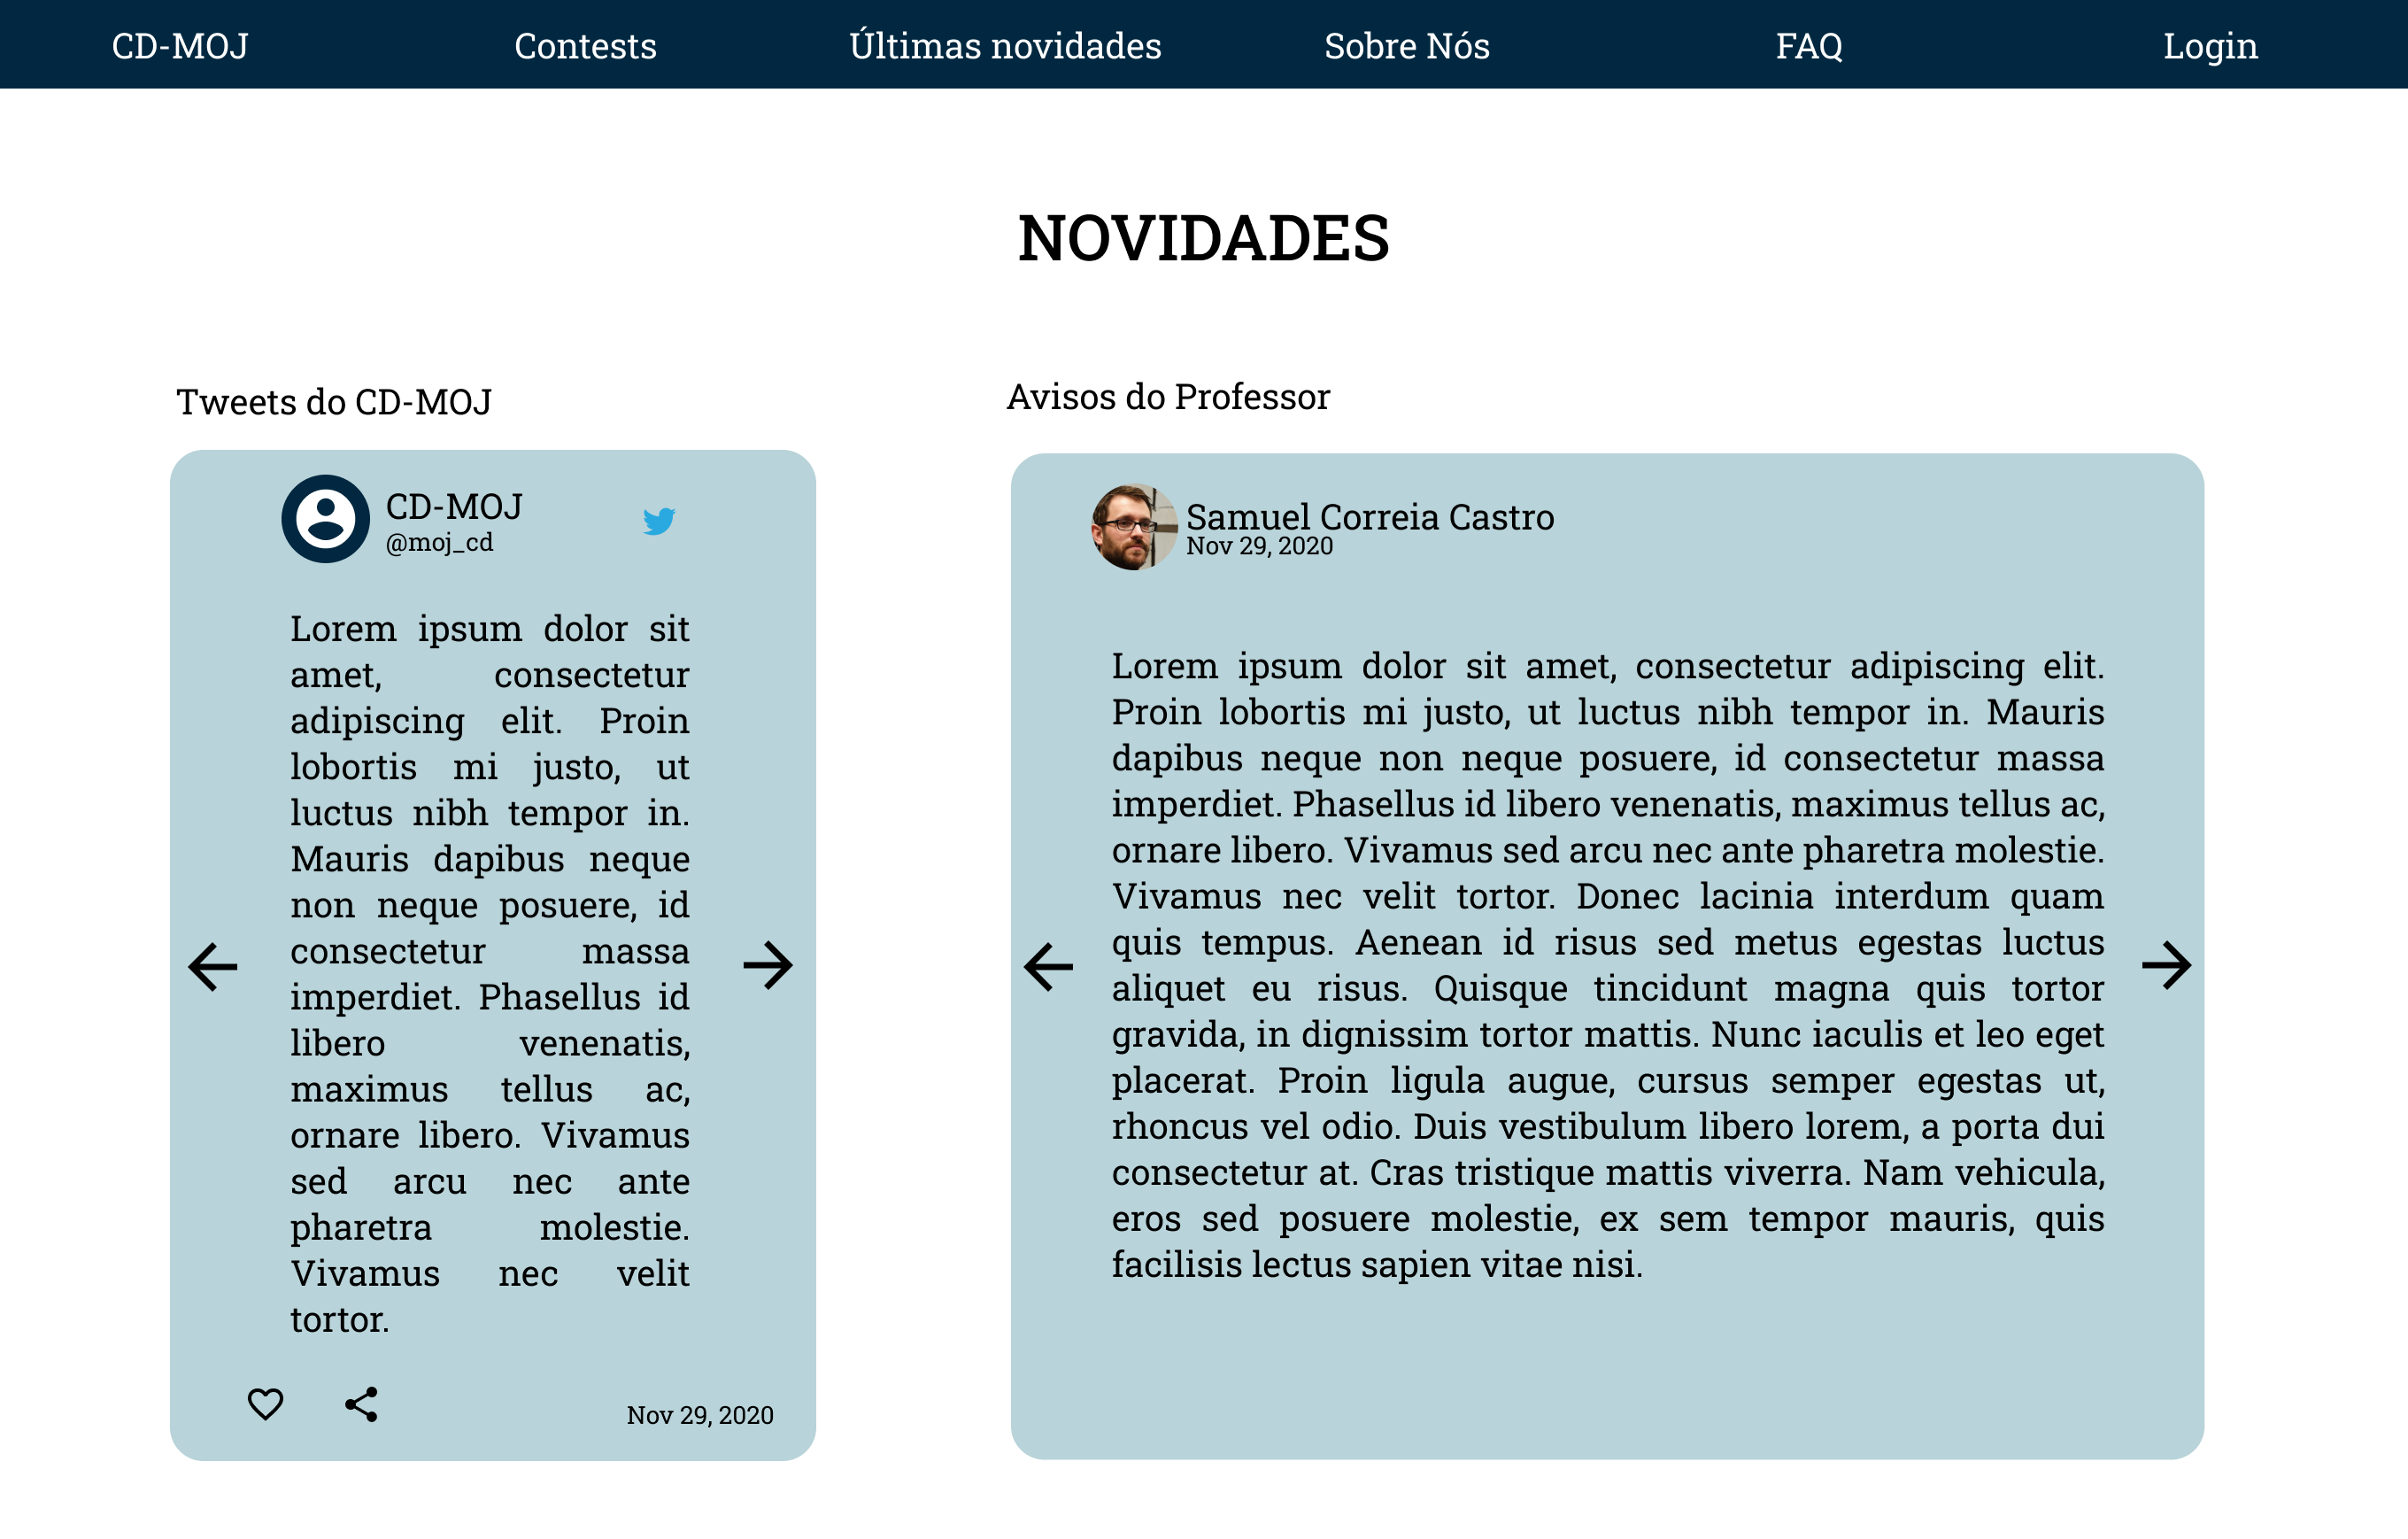 CD-MOJ
Contests
Últimas novidades
Sobre Nós
FAQ
Login
NOVIDADES
Tweets do CD-MOJ
CD-MOJ
@moj_cd
Lorem ipsum dolor sit
amet, consectetur
adipiscing elit. Proin
lobortis mi justo, ut
luctus nibh tempor in.
Mauris dapibus neque
non neque posuere, id
consectetur massa
imperdiet. Phasellus id
libero venenatis,
maximus tellus ac,
ornare libero. Vivamus
sed arcu nec ante
pharetra molestie.
Vivamus nec velit
tortor.
Nov 29, 2020
Avisos do Professor
Samuel Correia Castro
Nov 29, 2020
Lorem ipsum dolor sit amet, consectetur adipiscing elit.
Proin lobortis mi justo, ut luctus nibh tempor in. Mauris
dapibus neque non neque posuere, id consectetur massa
imperdiet. Phasellus id libero venenatis, maximus tellus ac,
ornare libero. Vivamus sed arcu nec ante pharetra molestie.
Vivamus nec velit tortor. Donec lacinia interdum quam
quis tempus. Aenean id risus sed metus egestas luctus
aliquet eu risus. Quisque tincidunt magna quis tortor
gravida, in dignissim tortor mattis. Nunc iaculis et leo eget
placerat. Proin ligula augue, cursus semper egestas ut,
rhoncus vel odio. Duis vestibulum libero lorem, a porta dui
consectetur at. Cras tristique mattis viverra. Nam vehicula,
eros sed posuere molestie, ex sem tempor mauris, quis
facilisis lectus sapien vitae nisi.